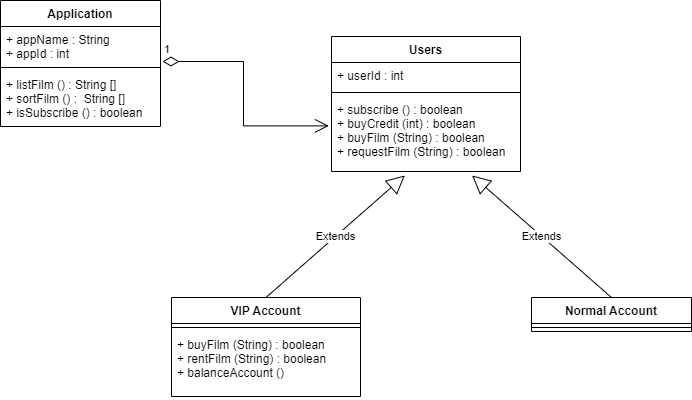 Application
+ appName : String
+ appId : int
+ listFilm () : String []
+ sortFilm () : String []
+ isSubscribe () : boolean
1
Users
+ userId : int
+ subscribe () : boolean
+ buyCredit (int) : boolean
+ buyFilm (String) : boolean
+ requestFilm (String) : boolean
Extends
Extends
VIP Account
+ buyFilm (String) : boolean
+ rentFilm (String) : boolean
+ balanceAccount ()
Normal Account